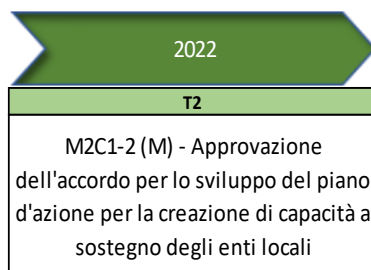 2022
T2
M2C1-2 (M) - Approvazione
dell'accordo per lo sviluppo del piano
d'azione per la creazione di capacità a
sostegno degli enti locali